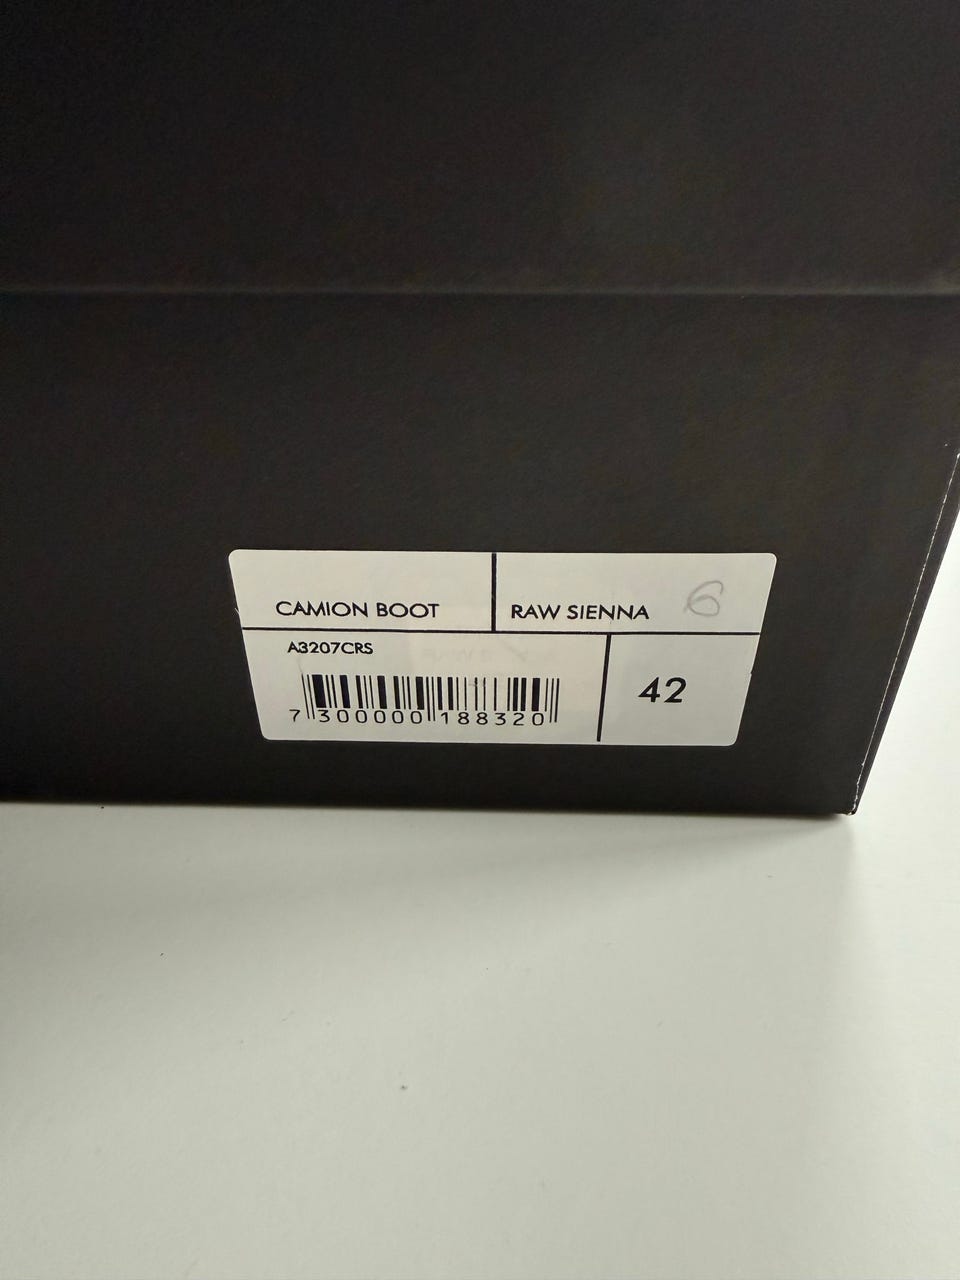 CAMION BOOT
RAW SIENNA
6
A3207CRS
7 300000 188320
42